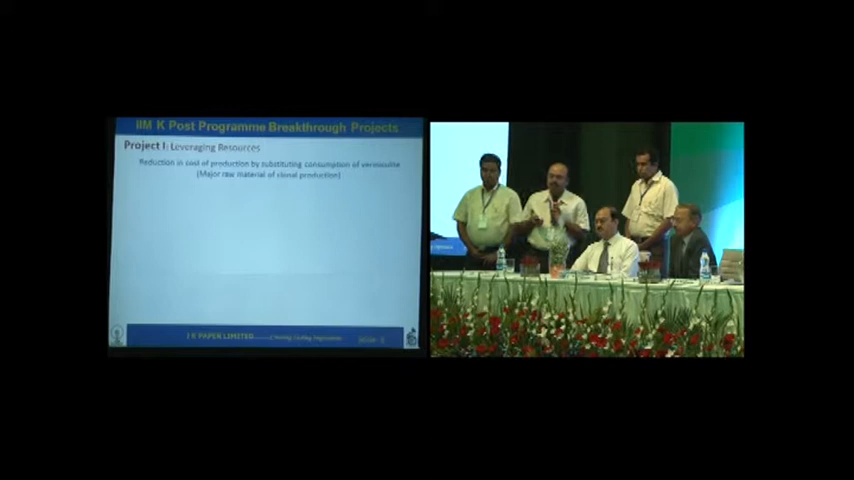 IIM K Post Programme Breakthrough Projects
Project I: Leveraging Resources
Reduction in cost of production by substituting consumption of vermiculite
(Major raw material of clonal production)
J K PAPER LIMITED